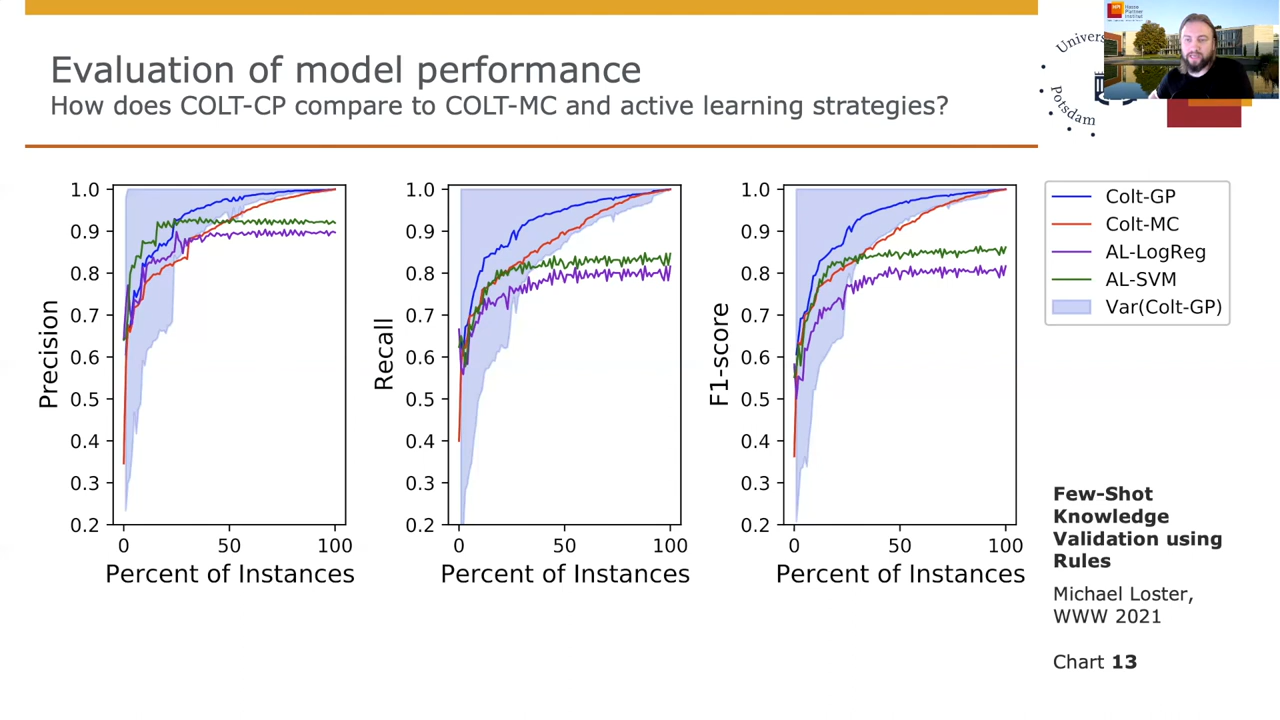 Evaluation of model performance
How does COLT-CP compare to COLT-MC and active learning strategies?
Potsdam
Precision
1.0
0.9
0.8
0.7
0.6
0.5
0.4
0.3
0.2
0 50 100
Percent of Instances
Recall
1.0
0.9
0.8
0.7
0.6
0.5
0.4
0.3
0.2
0 50 100
Percent of Instances
F1-score
1.0
0.9
0.8
0.7
0.6
0.5
0.4
0.3
0.2
0 50 100
Percent of Instances
Colt-GP
Colt-MC
AL-LogReg
AL-SVM
Var(Colt-GP)
Few-Shot
Knowledge
Validation using
Rules
Michael Loster,
WWW 2021
Chart 13